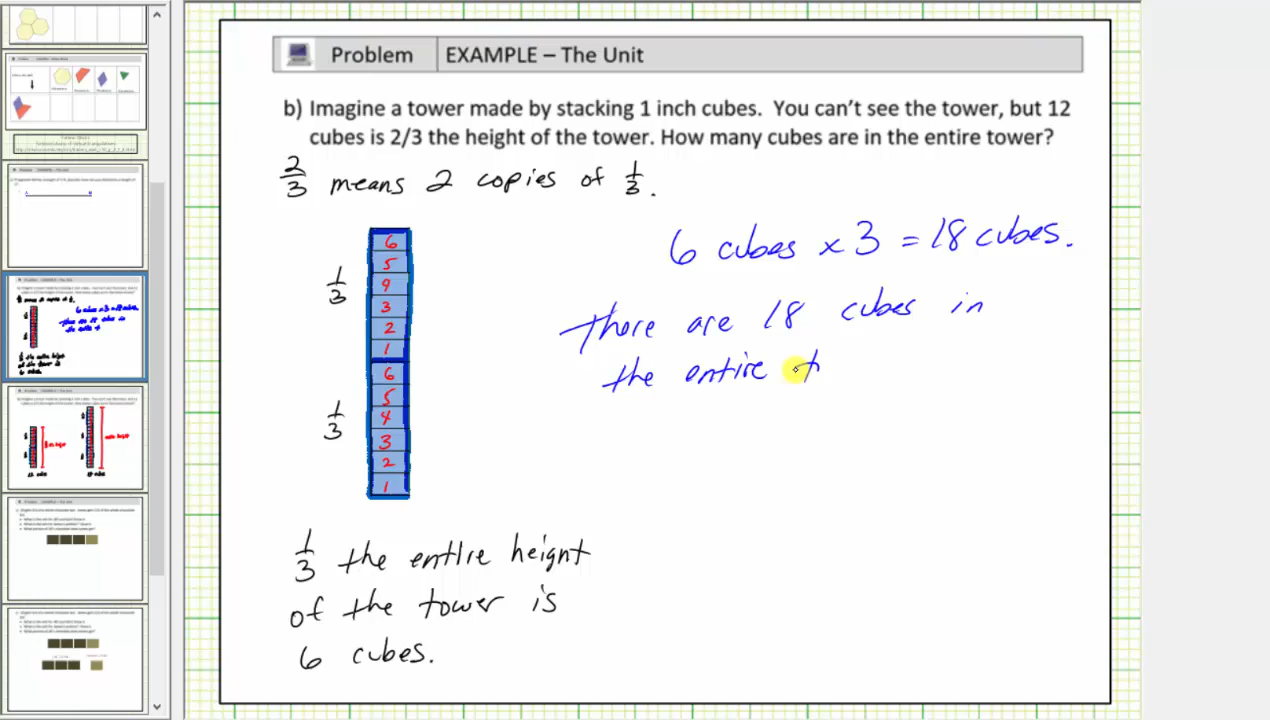 Problem EXAMPLE – The Unit
b) Imagine a tower made by stacking 1 inch cubes. You can't see the tower, but 12
cubes is 2/3 the height of the tower. How many cubes are in the entire tower?
2/3 means 2 copies of 1/3.
6 cubes x 3 = 18 cubes.
There are 18 cubes in
the entire t
1/3
6
5
9
3
2
1
1/3
6
5
4
3
2
1
1/3 the entire height
of the tower is
6 cubes.